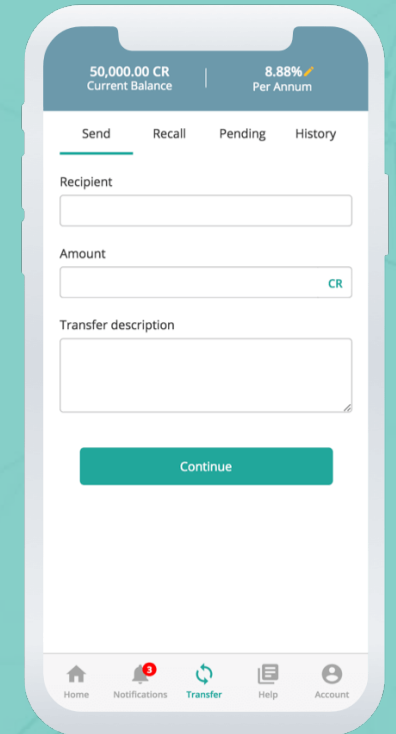 50,000.00 CR
Current Balance
8.88%
Per Annum
Send Recall Pending History
Recipient
Amount
CR
Transfer description
Continue
3
Home Notifications Transfer Help Account